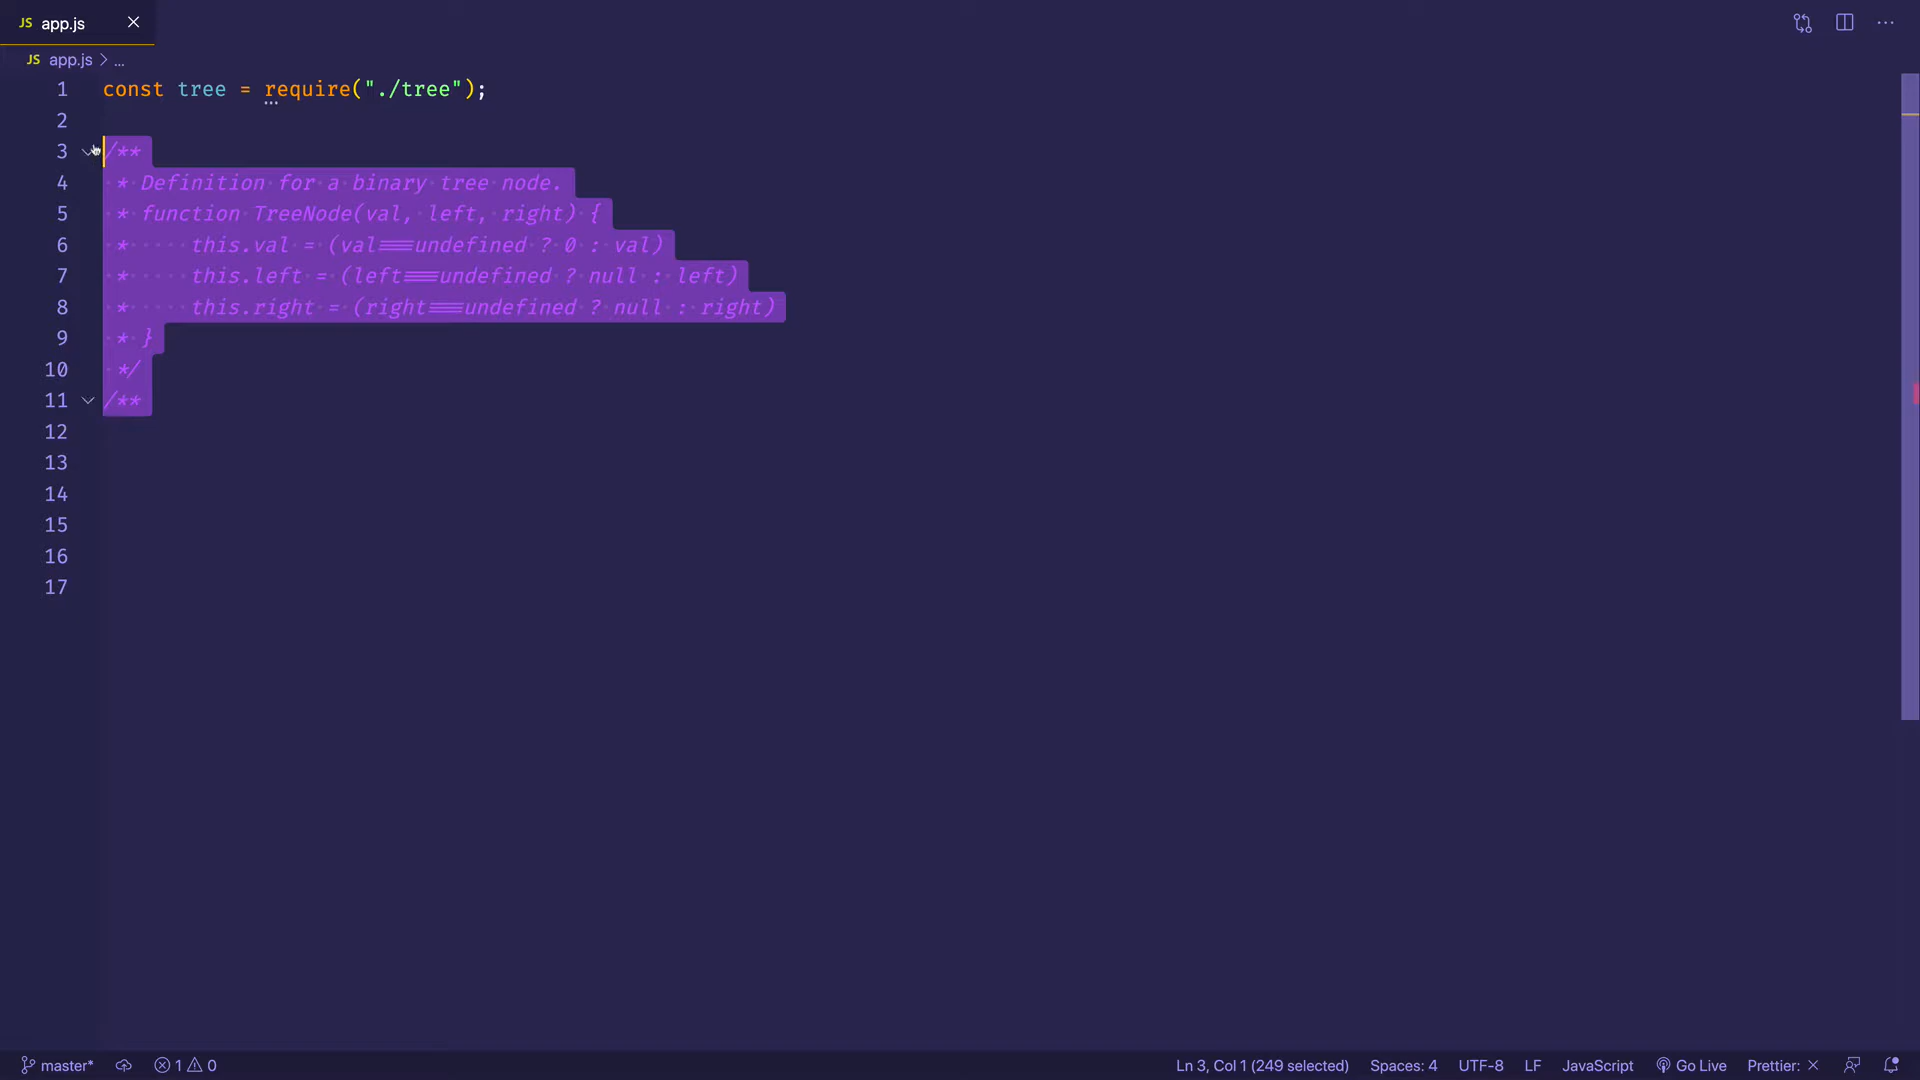 JS app.js
JS app.js > ...
1 const tree = require("./tree");
2
3 /**
4  * Definition for a binary tree node.
5  * function TreeNode(val, left, right) {
6  *     this.val = (val===undefined ? 0 : val)
7  *     this.left = (left===undefined ? null : left)
8  *     this.right = (right===undefined ? null : right)
9  * }
10  */
11 /**
12
13
14
15
16
17
master* 1 0 Ln 3, Col 1 (249 selected) Spaces: 4 UTF-8 LF JavaScript Go Live Prettier: ×